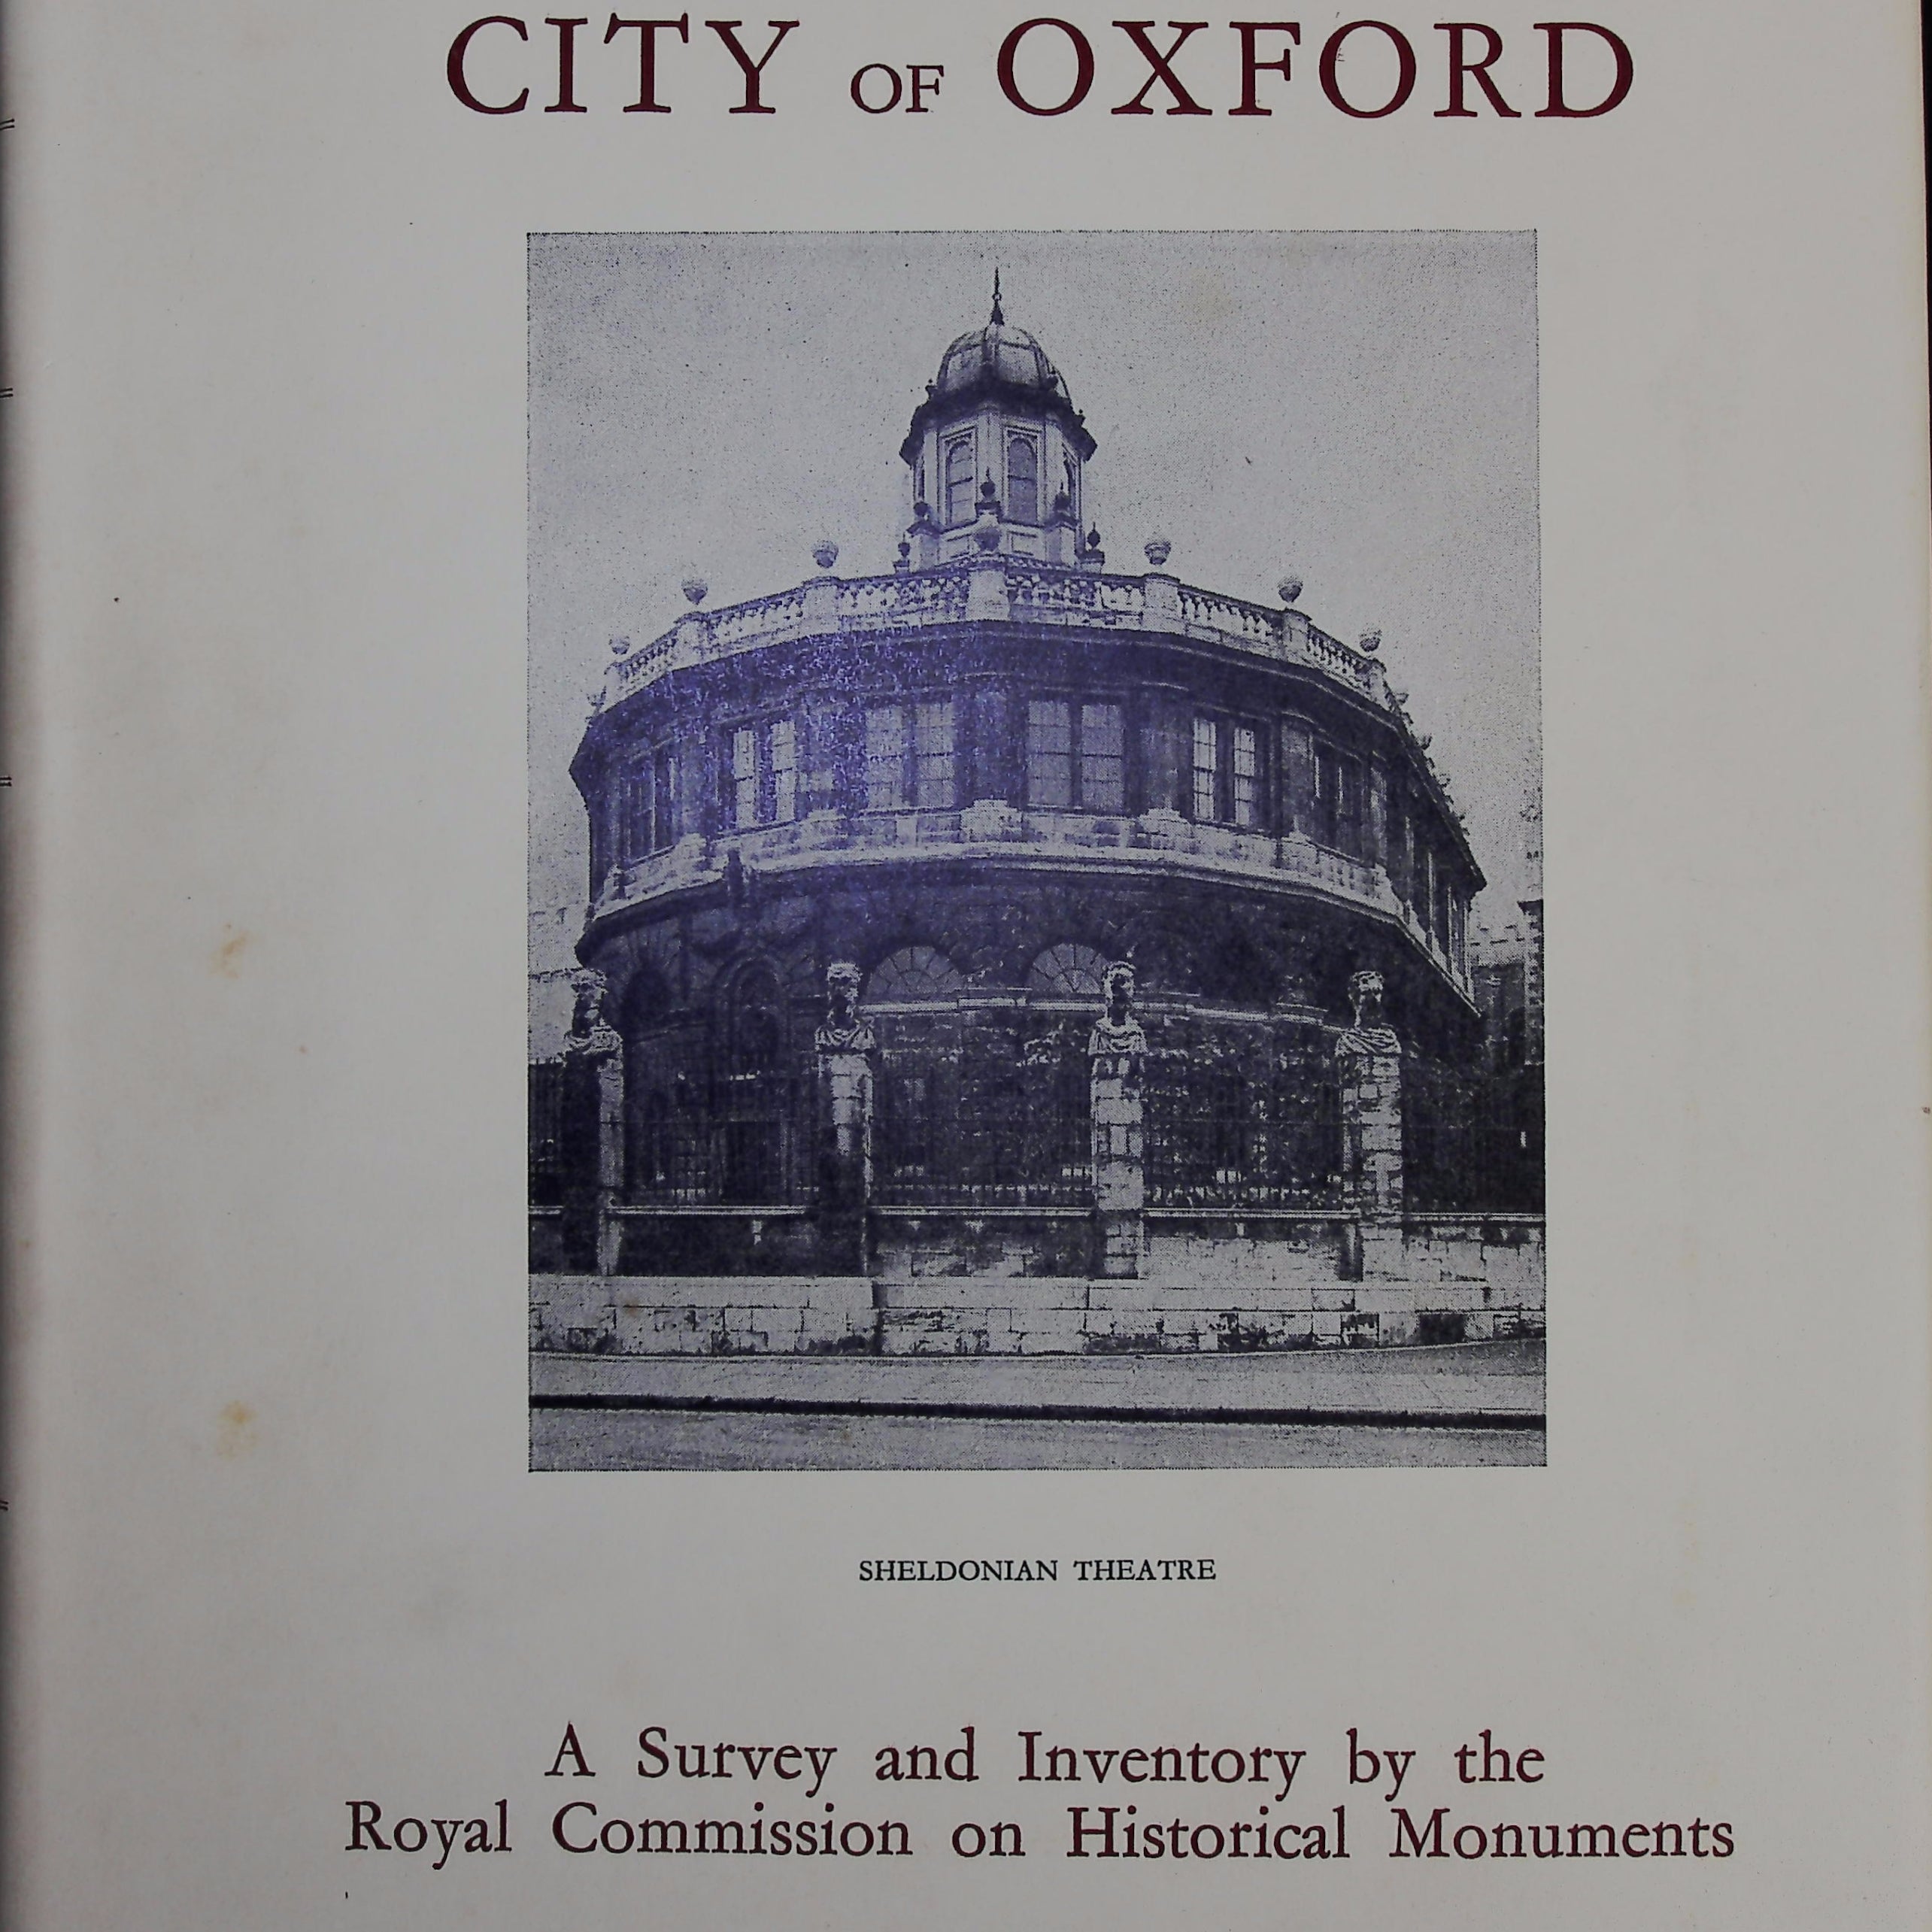 CITY OF OXFORD
SHELDONIAN THEATRE
A Survey and Inventory by the
Royal Commission on Historical Monuments